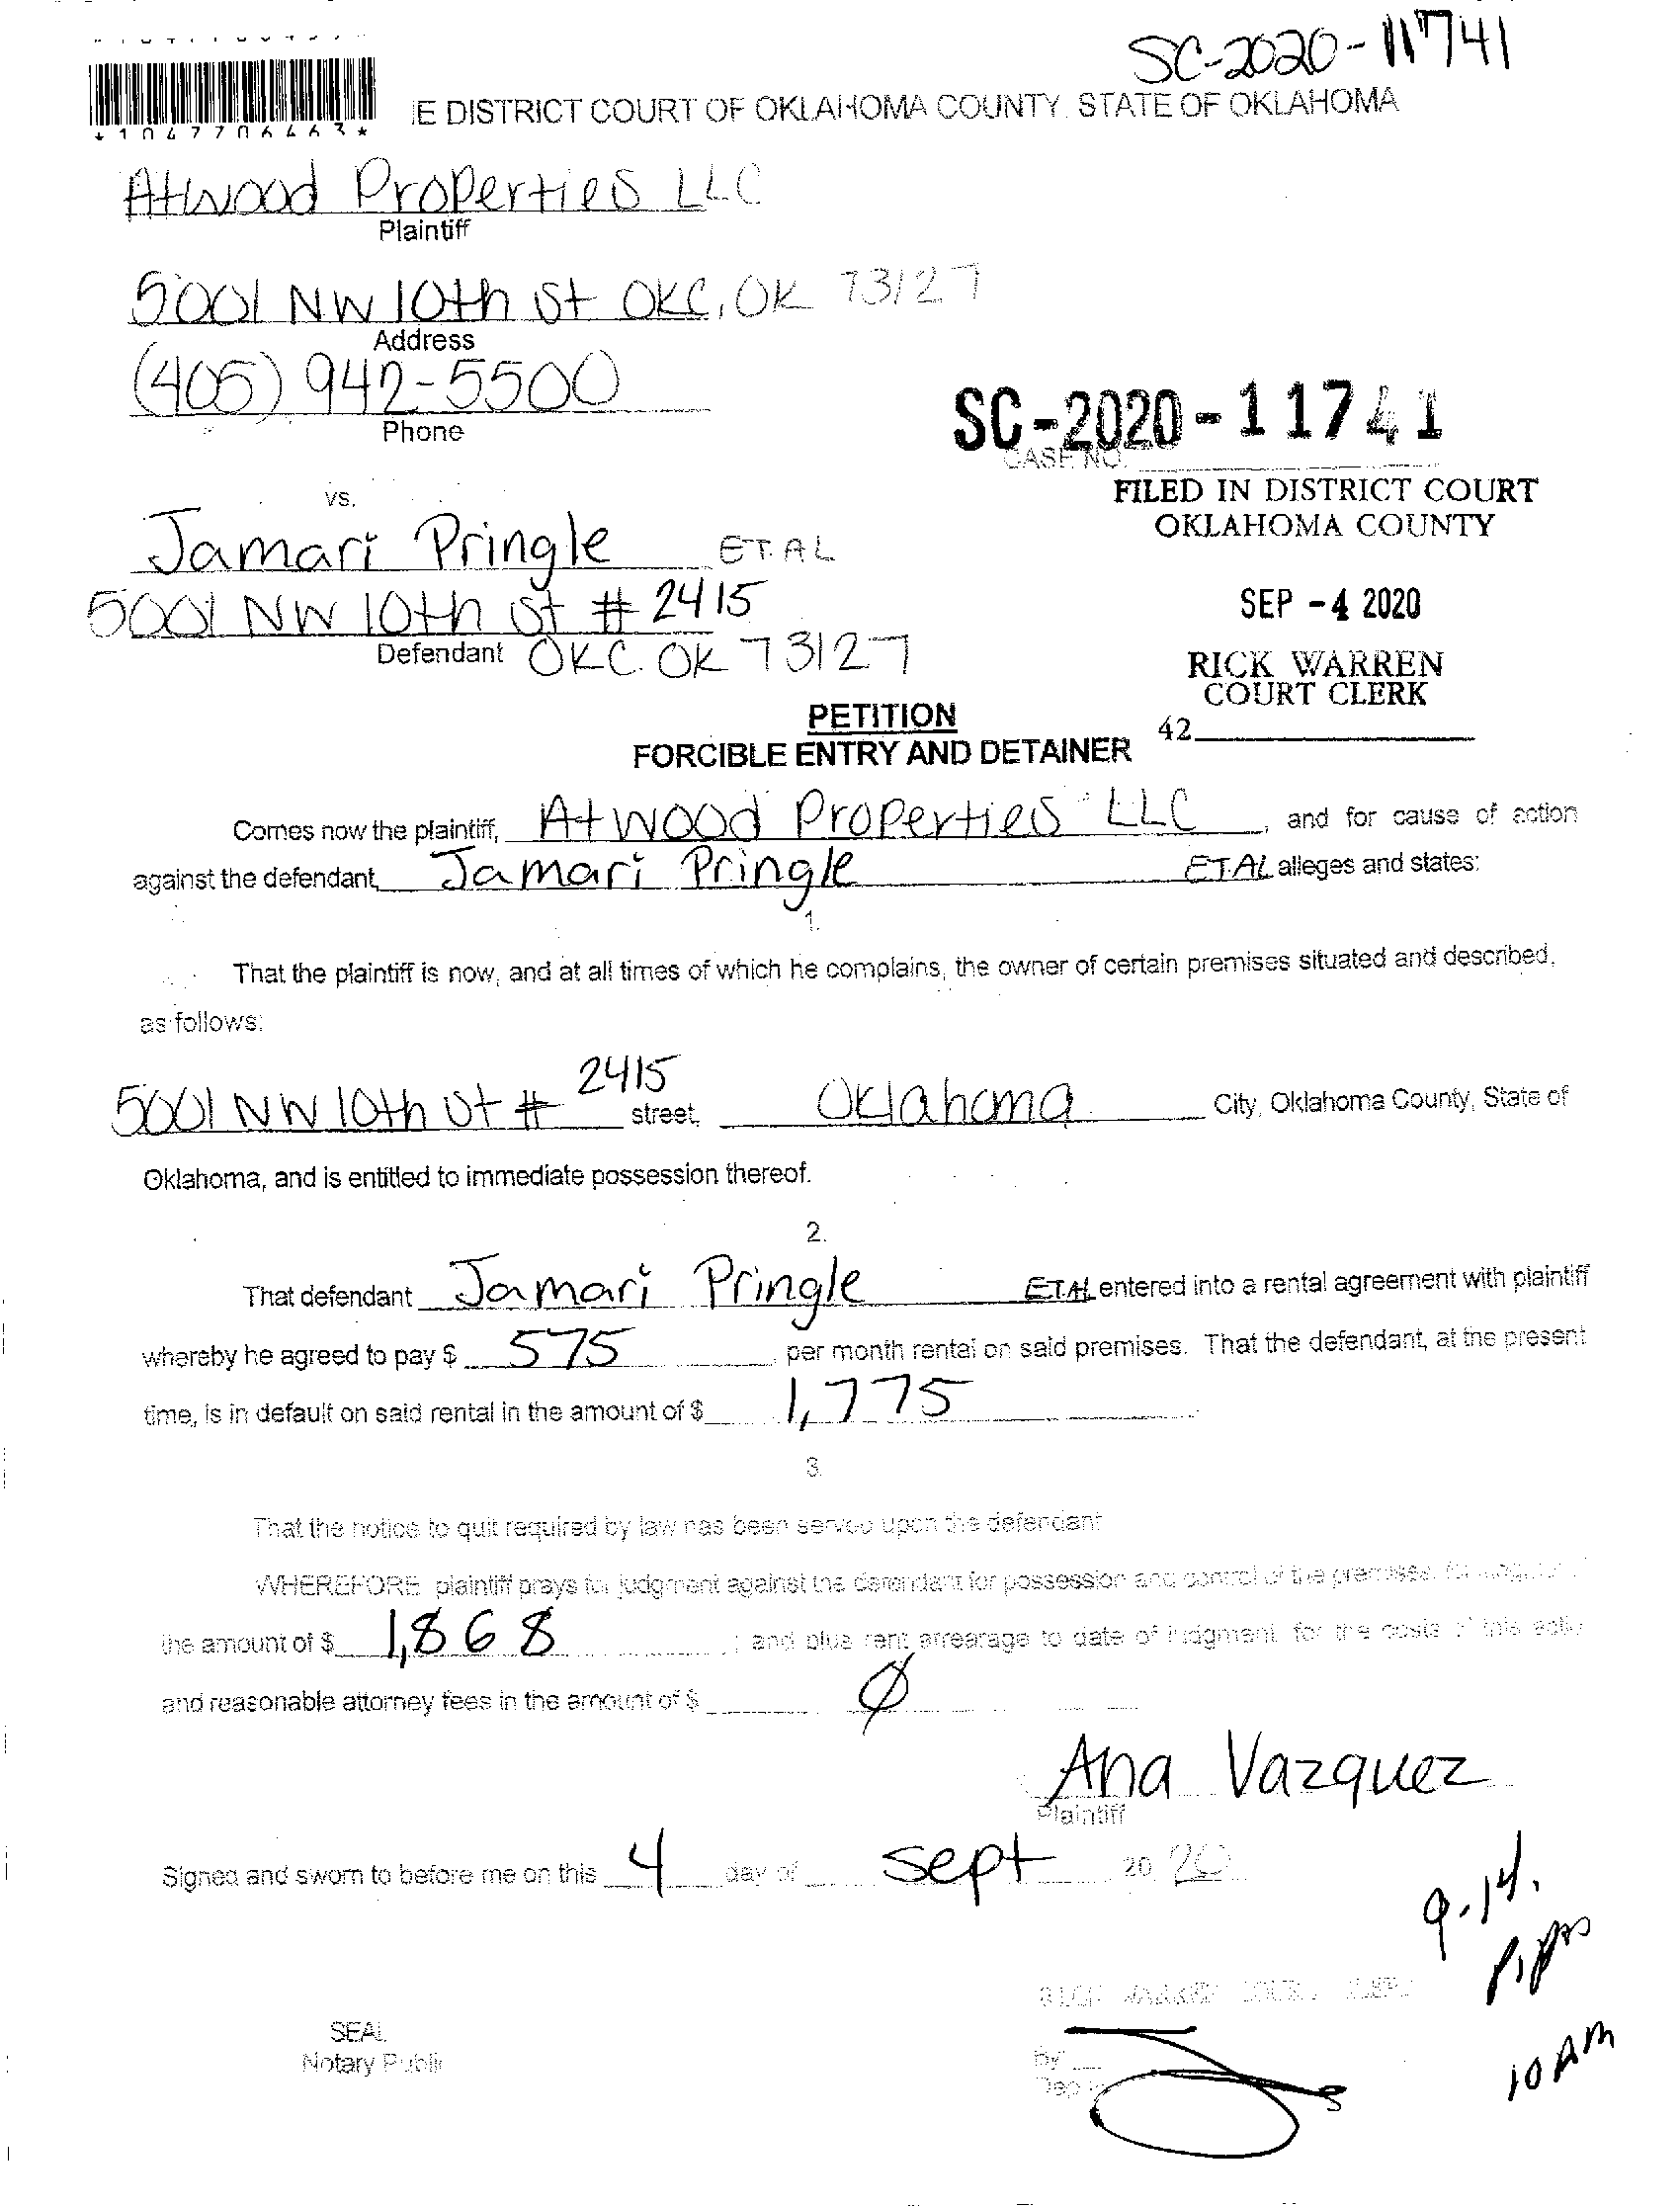 SC-2020-11741
*1047706463*
E DISTRICT COURT OF OKLAHOMA COUNTY, STATE OF OKLAHOMA
Atwood Properties LLC
Plaintiff
5001 NW 10th St OKC, OK 73127
Address
(405) 942-5500
Phone
SC-2020-11741
CASE NO.
vs.
FILED IN DISTRICT COURT
OKLAHOMA COUNTY
Jamari Pringle ET. AL
5001 NW 10th St # 2415
SEP -4 2020
Defendant OKC. OK 73127
RICK WARREN
COURT CLERK
PETITION
42
FORCIBLE ENTRY AND DETAINER
Comes now the plaintiff, Atwood Properties LLC, and for cause of action
against the defendant, Jamari Pringle ET.AL alleges and states:
1.
That the plaintiff is now, and at all times of which he complains, the owner of certain premises situated and described,
as follows:
5001 NW 10th St # 2415 street, Oklahoma City, Oklahoma County, State of
Oklahoma, and is entitled to immediate possession thereof.
2.
That defendant Jamari Pringle ET.AL entered into a rental agreement with plaintiff
whereby he agreed to pay $ 575 per month rental on said premises. That the defendant, at the present
time, is in default on said rental in the amount of $ 1,775
3.
That the notice to quit required by law has been served upon the defendant
WHEREFORE plaintiff prays for judgment against the defendant for possession and control of the premises, for
the amount of $ 1,868 ; and plus rent arrearage to date of judgment, for the costs of this
and reasonable attorney fees in the amount of $ Ø
Ana Vazquez
Plaintiff
Signed and sworn to before me on this 4 day of sept 20 20
9.14.
10 AM
RICK WARREN COURT CLERK
SEAL
By
Notary Public